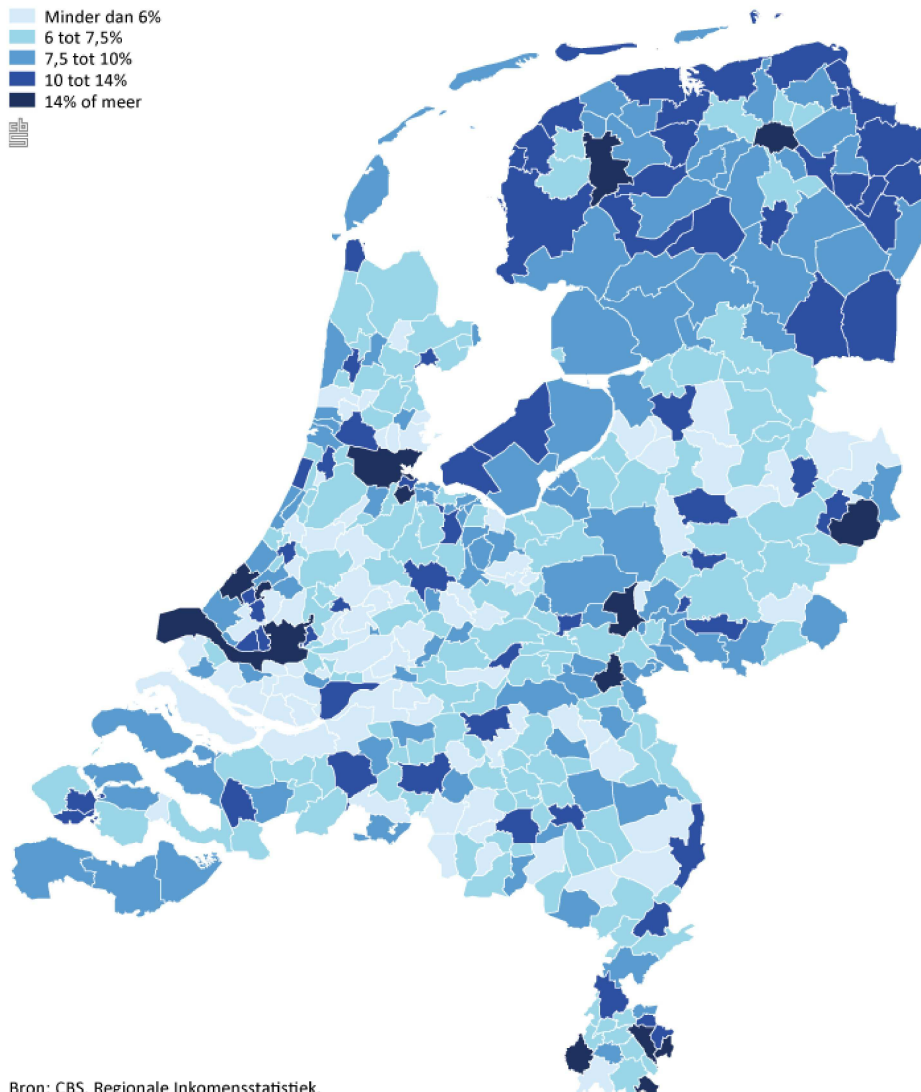 Minder dan 6%
6 tot 7,5%
7,5 tot 10%
10 tot 14%
14% of meer
Bron: CBS, Regionale Inkomensstatistiek